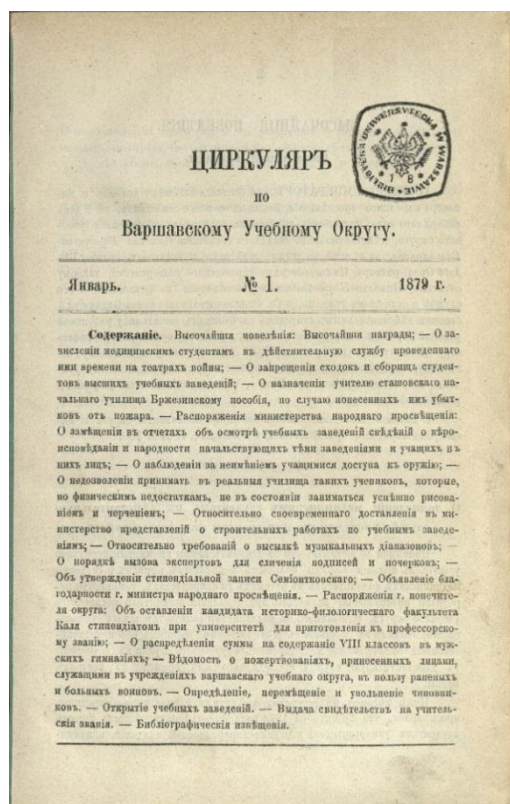 ЦИРКУЛЯРЪ
по
Варшавскому Учебному Округу.
BIBLIOTEKA UNIWERSYTECKA W WARSZAWIE
Январь. № 1. 1879 г.
Содержаніе. Высочайшія повелѣнія: Высочайшія награды; — О за-
численіи медицинскимъ студентамъ въ дѣйствительную службу проведеннаго
ими времени на театрахъ войны; — О запрещеніи сходокъ и сборищъ студен-
товъ высшихъ учебныхъ заведеній; — О назначеніи учителю сташовскаго на-
чальнаго училища Бржезинскому пособія, по случаю понесенныхъ имъ убыт-
ковъ отъ пожара. — Распоряженія министерства народнаго просвѣщенія:
О замѣщеніи въ отчетахъ объ осмотрѣ учебныхъ заведеній свѣдѣній о вѣро-
исповѣданіи и народности начальствующихъ тѣми заведеніями и учащихъ въ
нихъ лицъ; — О наблюденіи за неимѣніемъ учащимися доступа къ оружію; —
О недозволеніи принимать въ реальныя училища такихъ учениковъ, которые,
по физическимъ недостаткамъ, не въ состояніи заниматься успѣшно рисова-
ніемъ и черченіемъ; — Относительно своевременнаго доставленія въ ми-
нистерство представленій о строительныхъ работахъ по учебнымъ заведе-
ніямъ; — Относительно требованій о высылкѣ музыкальныхъ діапазоновъ; —
О порядкѣ вызова экспертовъ для сличенія подписей и почерковъ; —
Объ утвержденіи стипендіальной записи Семіонтковскаго; — Объявленіе бла-
годарности г. министра народнаго просвѣщенія. — Распоряженія г. попечите-
ля округа: Объ оставленіи кандидата историко-филологическаго факультета
Каля стипендіатомъ при университетѣ для приготовленія къ профессорско-
му званію; — О распредѣленіи суммы на содержаніе VIII классовъ въ муж-
скихъ гимназіяхъ; — Вѣдомость о пожертвованіяхъ, принесенныхъ лицами,
служащими въ учрежденіяхъ варшавскаго учебнаго округа, въ пользу раненыхъ
и больныхъ воиновъ. — Опредѣленіе, перемѣщеніе и увольненіе чиновни-
ковъ. — Открытіе учебныхъ заведеній. — Выдача свидѣтельствъ на учитель-
скія званія. — Библіографическія извѣщенія.